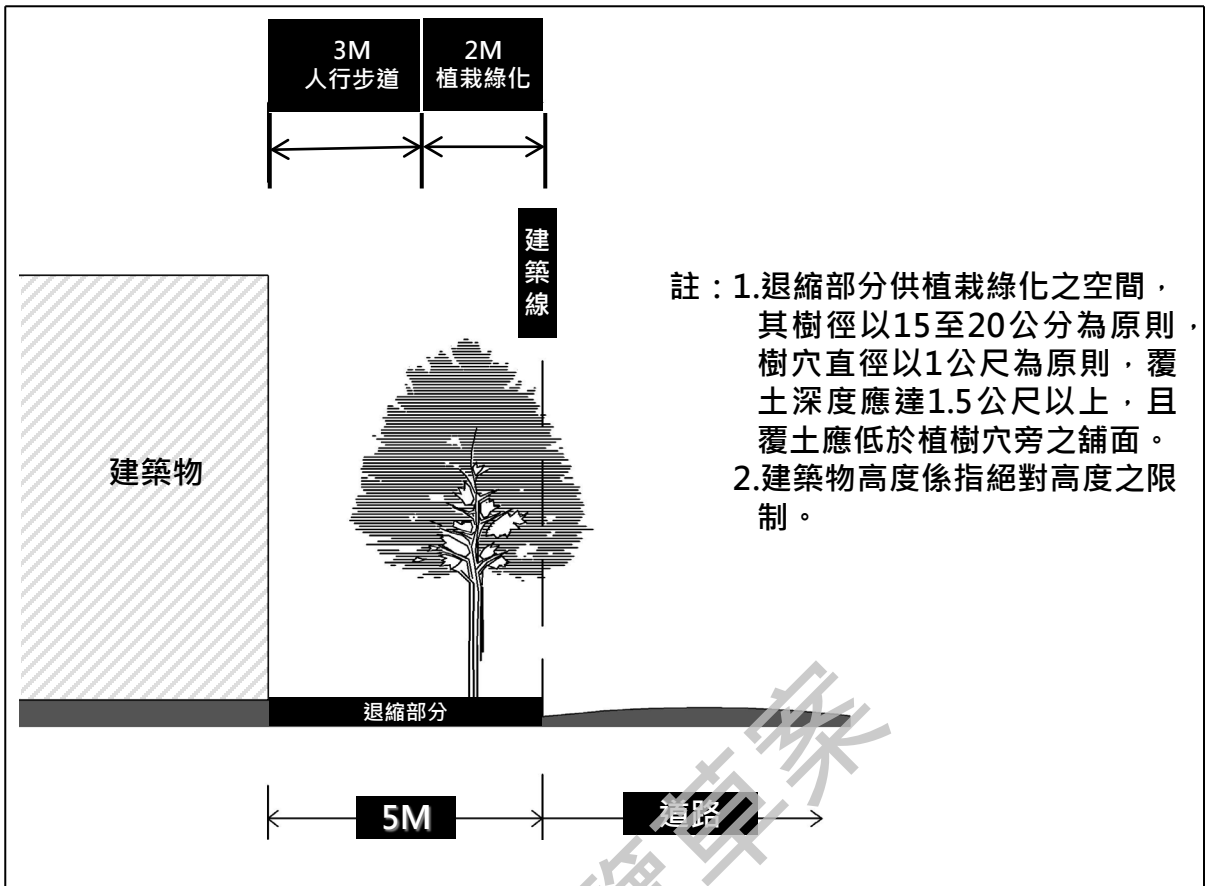 3M
人行步道
2M
植栽綠化
建築線
註：1.退縮部分供植栽綠化之空間，
其樹徑以15至20公分為原則，
樹穴直徑以1公尺為原則，覆
土深度應達1.5公尺以上，且
覆土應低於植樹穴旁之舖面。
2.建築物高度係指絕對高度之限
制。
建築物
退縮部分
5M
道路
覽草案